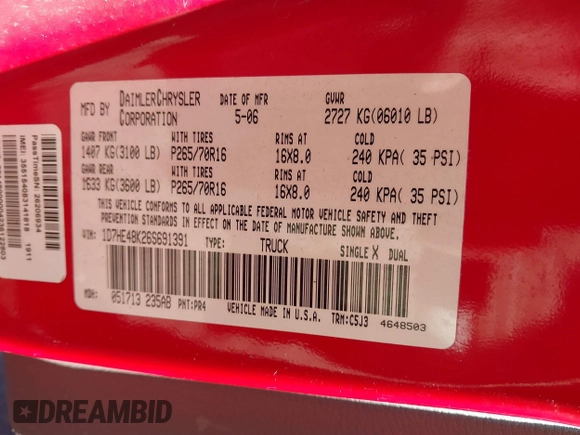 MFD BY DAIMLERCHRYSLER CORPORATION
DATE OF MFR 5-06
GVWR 2727 KG(06010 LB)
GAWR FRONT WITH TIRES RIMS AT COLD
1407 KG(3100 LB) P265/70R16 16X8.0 240 KPA( 35 PSI)
GAWR REAR WITH TIRES RIMS AT COLD
1633 KG(3600 LB) P265/70R16 16X8.0 240 KPA( 35 PSI)
THIS VEHICLE CONFORMS TO ALL APPLICABLE FEDERAL MOTOR VEHICLE SAFETY AND THEFT
PREVENTION STANDARDS IN EFFECT ON THE DATE OF MANUFACTURE SHOWN ABOVE.
VIN: 1D7HE48K26S691391 TYPE: TRUCK SINGLE X DUAL
MDH: 051713 235AB PNT:PR4 VEHICLE MADE IN U.S.A. TRM:C5J3
4648503
PassTimeSN 26206934
IMEI: 1911
DREAMBID